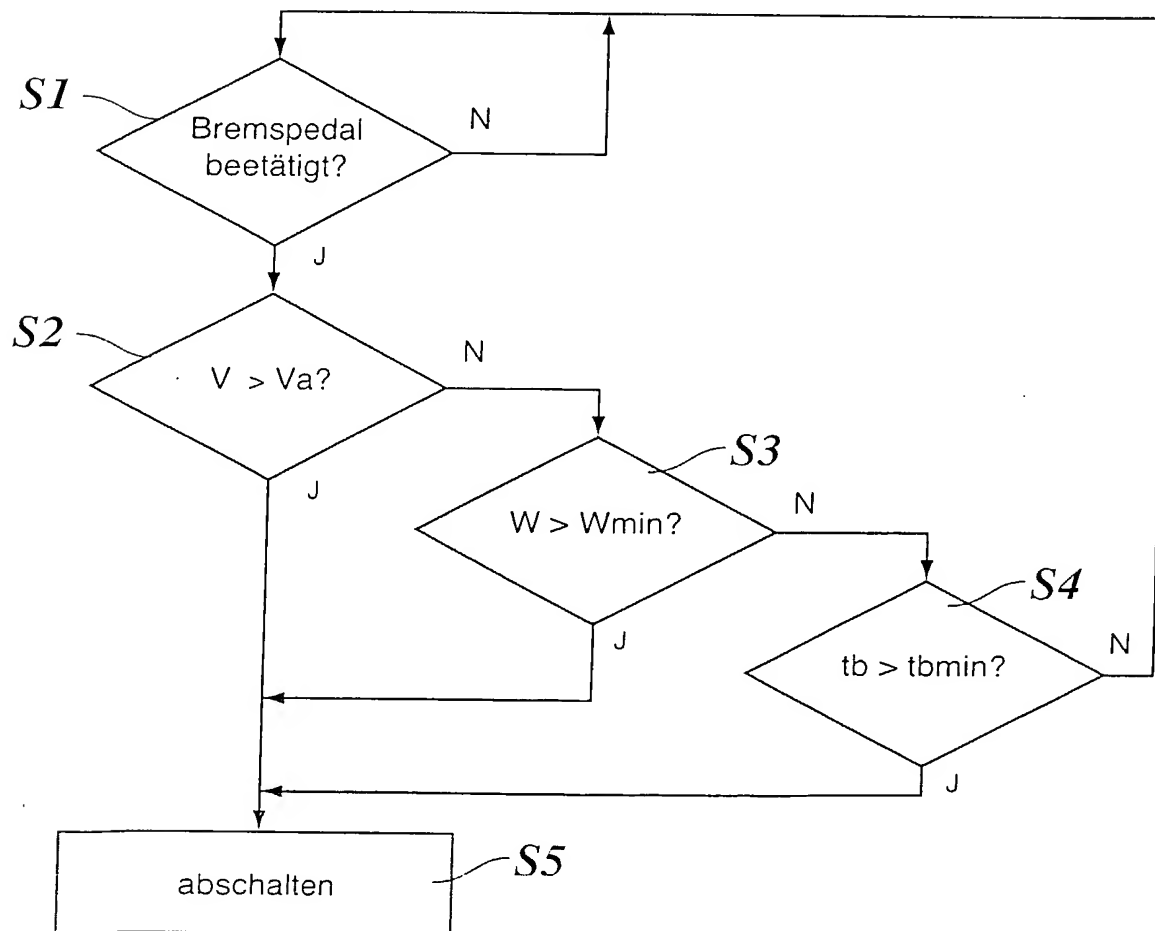 S1
Bremspedal
beetätigt?
N
J
S2
V > Va?
N
J
S3
W > Wmin?
N
J
S4
tb > tbmin?
N
J
abschalten
S5